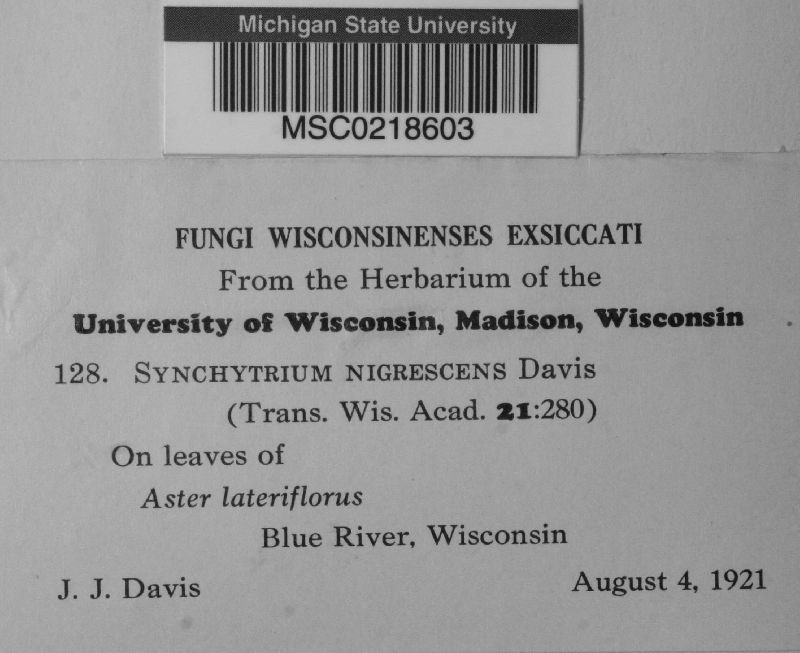 Michigan State University
MSC0218603
FUNGI WISCONSINENSES EXSICCATI
From the Herbarium of the
University of Wisconsin, Madison, Wisconsin
128. SYNCHYTRIUM NIGRESCENS Davis
(Trans. Wis. Acad. 21:280)
On leaves of
Aster lateriflorus
Blue River, Wisconsin
J. J. Davis August 4, 1921